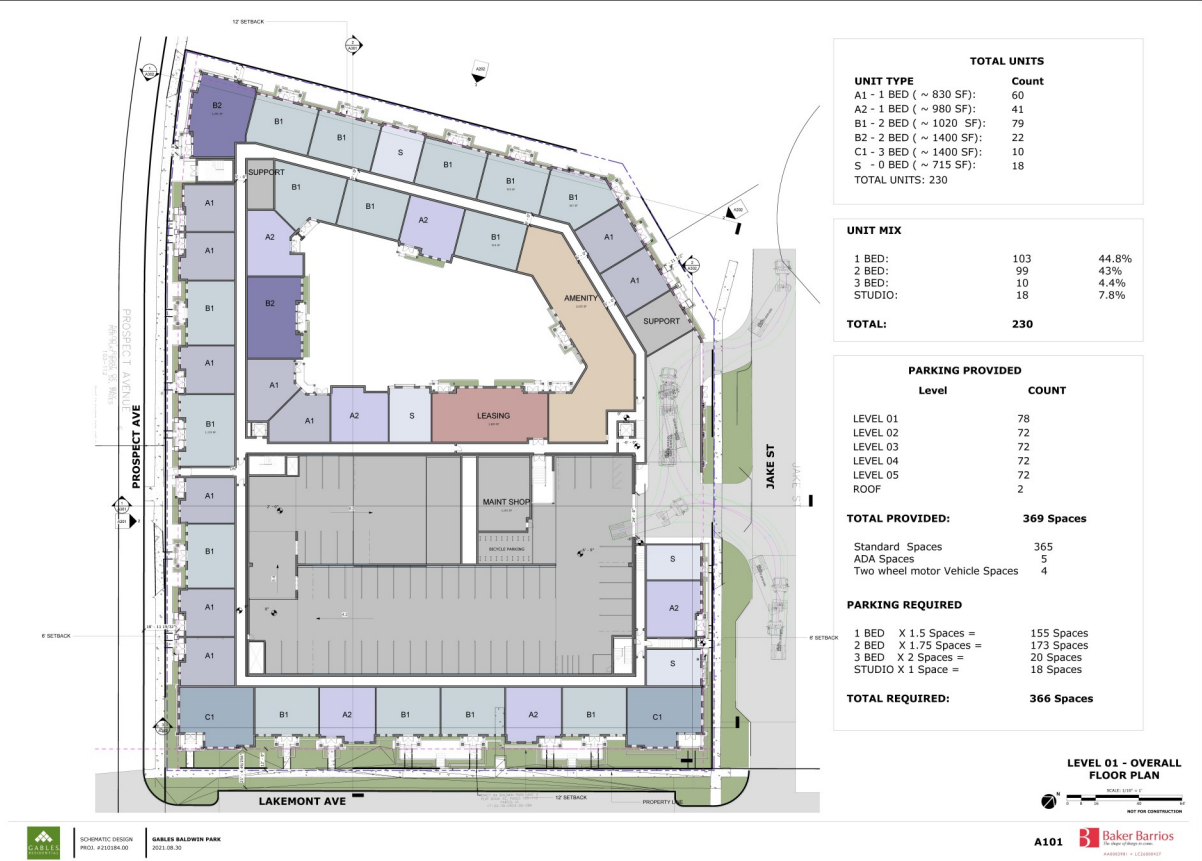 12' SETBACK
B2
B1
B1
S
B1
B1
B1
SUPPORT
B1
B1
A2
B1
A1
A1
SUPPORT
AMENITY
A1
A1
B1
A1
B1
A1
B1
A1
A1
A2
B2
A1
A1
A2
S
LEASING
MAINT SHOP
BICYCLE PARKING
S
A2
S
C1
B1
A2
B1
B1
A2
B1
C1
PROSPECT AVENUE
PROSPECT AVE
JAKE ST
6' SETBACK
8' SETBACK
12' SETBACK
PROPERTY LINE
LAKEMONT AVE
TOTAL UNITS
UNIT TYPE Count
A1 - 1 BED ( ~ 830 SF): 60
A2 - 1 BED ( ~ 980 SF): 41
B1 - 2 BED ( ~ 1020 SF): 79
B2 - 2 BED ( ~ 1400 SF): 22
C1 - 3 BED ( ~ 1400 SF): 10
S - 0 BED ( ~ 715 SF): 18
TOTAL UNITS: 230
UNIT MIX
1 BED: 103 44.8%
2 BED: 99 43%
3 BED: 10 4.4%
STUDIO: 18 7.8%
TOTAL: 230
PARKING PROVIDED
Level COUNT
LEVEL 01 78
LEVEL 02 72
LEVEL 03 72
LEVEL 04 72
LEVEL 05 72
ROOF 2
TOTAL PROVIDED: 369 Spaces
Standard Spaces 365
ADA Spaces 5
Two wheel motor Vehicle Spaces 4
PARKING REQUIRED
1 BED X 1.5 Spaces = 155 Spaces
2 BED X 1.75 Spaces = 173 Spaces
3 BED X 2 Spaces = 20 Spaces
STUDIO X 1 Space = 18 Spaces
TOTAL REQUIRED: 366 Spaces
LEVEL 01 - OVERALL
FLOOR PLAN
N
NOT FOR CONSTRUCTION
GABLES
RESIDENTIAL
SCHEMATIC DESIGN
PROJ. #210184.00
GABLES BALDWIN PARK
2021.08.30
A101
Baker Barrios
The shape of things to come.